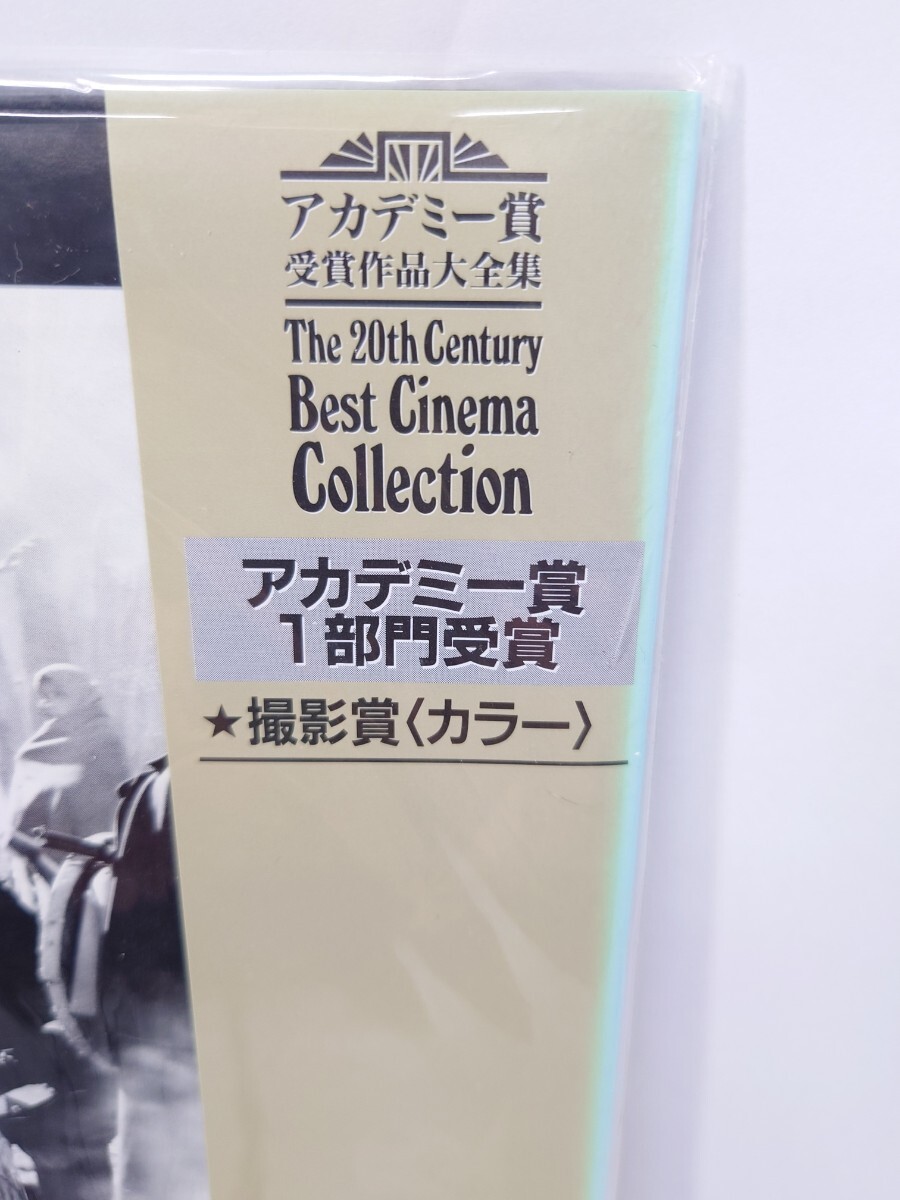 アカデミー賞
受賞作品大全集
The 20th Century
Best Cinema
Collection
アカデミー賞
1部門受賞
★撮影賞〈カラー〉